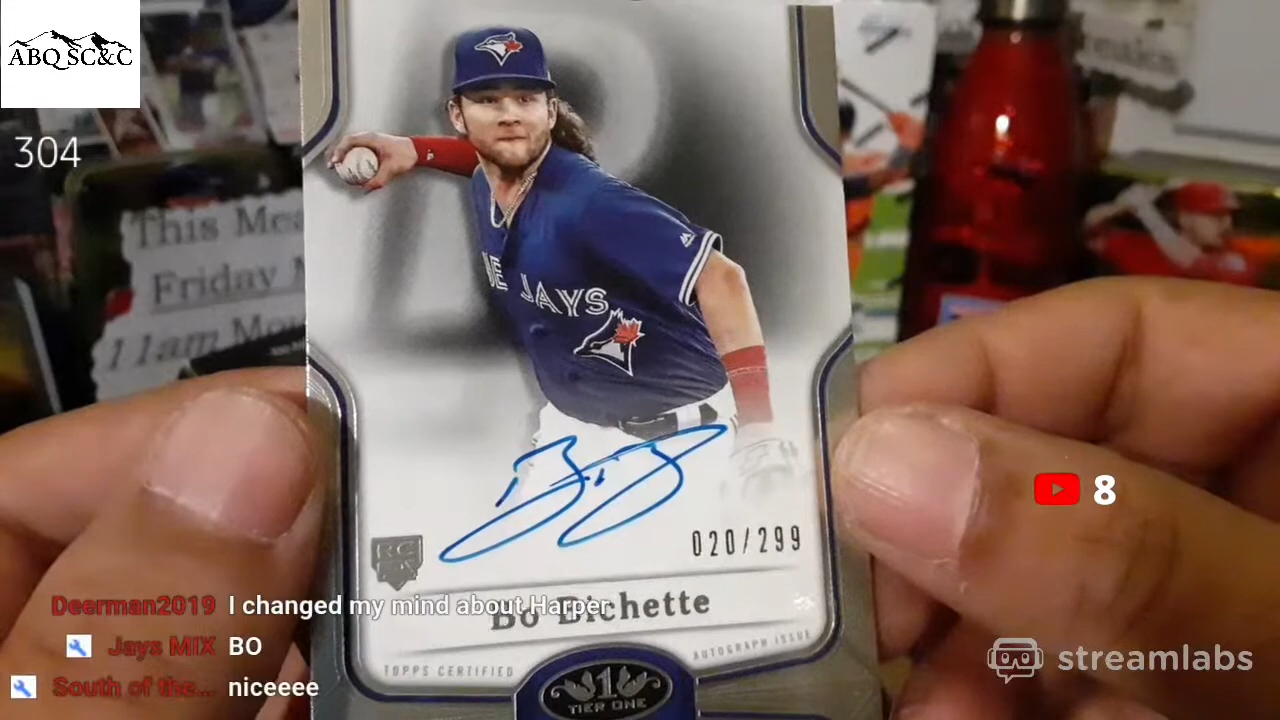 ABQ SC&C
304
This Mea
Friday
11am Mo
JAYS
8
020/299
RC
Bo Bichette
TOPPS CERTIFIED
AUTOGRAPH ISSUE
1
TIER ONE
Deerman2019 I changed my mind about Harper
Jays MIX BO
South of the... niceeee
streamlabs